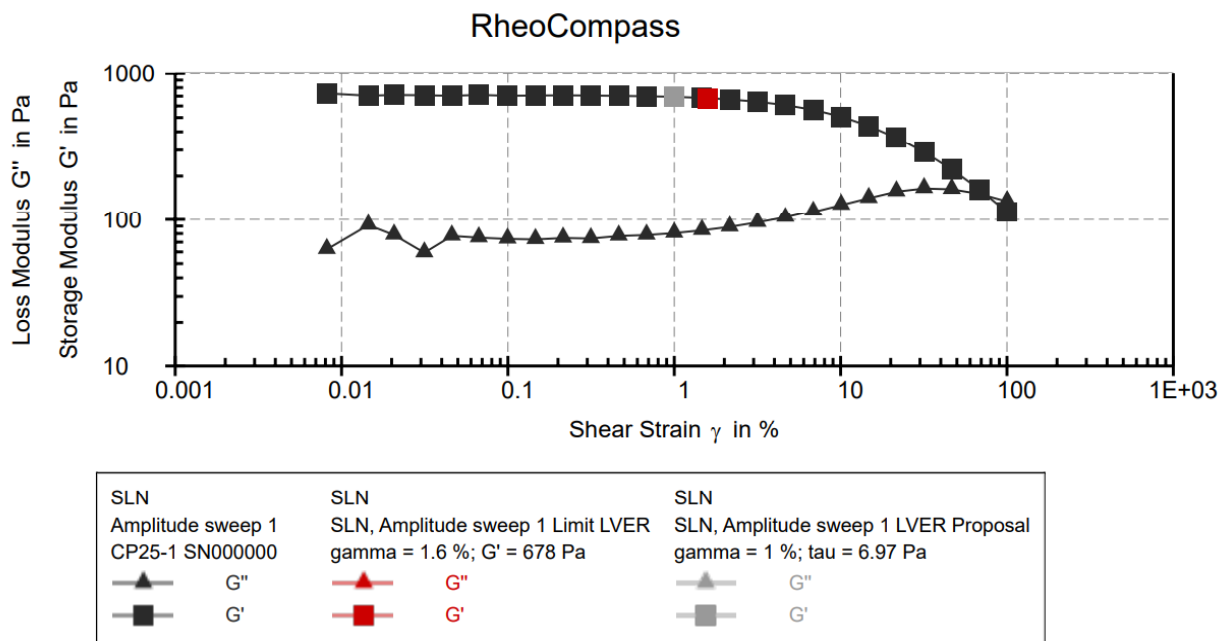 RheoCompass
Loss Modulus G'' in Pa
Storage Modulus G' in Pa
1000
100
10
0.001
0.01
0.1
1
10
100
1E+03
Shear Strain γ in %
SLN
Amplitude sweep 1
CP25-1 SN000000
G''
G'
SLN
SLN, Amplitude sweep 1 Limit LVER
gamma = 1.6 %; G' = 678 Pa
G''
G'
SLN
SLN, Amplitude sweep 1 LVER Proposal
gamma = 1 %; tau = 6.97 Pa
G''
G'